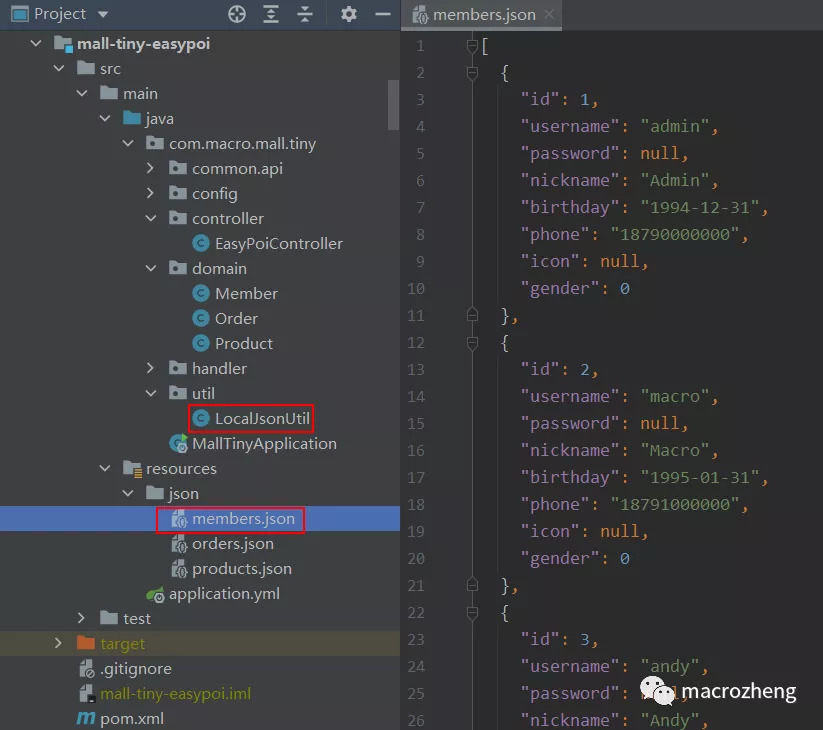 Project
mall-tiny-easypoi
src
main
java
com.macro.mall.tiny
common.api
config
controller
EasyPoiController
domain
Member
Order
Product
handler
util
LocalJsonUtil
MallTinyApplication
resources
json
members.json
orders.json
products.json
application.yml
test
target
.gitignore
mall-tiny-easypoi.iml
pom.xml
members.json
1 [
2 {
3 "id": 1,
4 "username": "admin",
5 "password": null,
6 "nickname": "Admin",
7 "birthday": "1994-12-31",
8 "phone": "18790000000",
9 "icon": null,
10 "gender": 0
11 },
12 {
13 "id": 2,
14 "username": "macro",
15 "password": null,
16 "nickname": "Macro",
17 "birthday": "1995-01-31",
18 "phone": "18791000000",
19 "icon": null,
20 "gender": 0
21 },
22 {
23 "id": 3,
24 "username": "andy",
25 "password":
26 "nickname": "Andy",
macrozheng